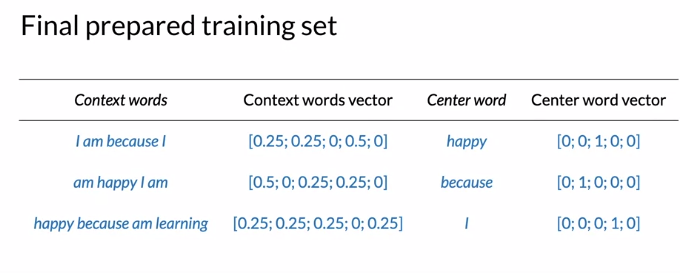 Final prepared training set
Context words Context words vector Center word Center word vector
I am because I [0.25; 0.25; 0; 0.5; 0] happy [0; 0; 1; 0; 0]
am happy I am [0.5; 0; 0.25; 0.25; 0] because [0; 1; 0; 0; 0]
happy because am learning [0.25; 0.25; 0.25; 0; 0.25] I [0; 0; 0; 1; 0]